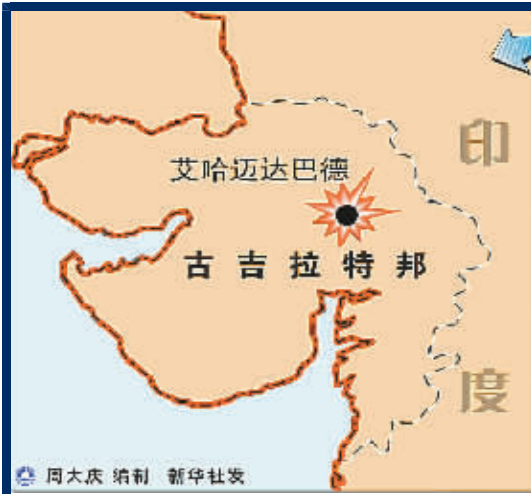 印
艾哈迈达巴德
古吉拉特邦
度
周大庆 编制 新华社发